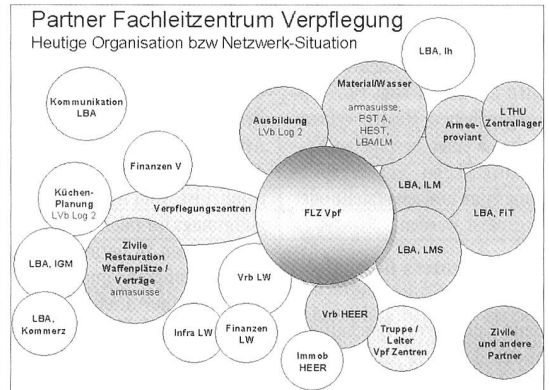 Partner Fachleitzentrum Verpflegung
Heutige Organisation bzw Netzwerk-Situation
LBA, Ih
Kommunikation
LBA
Material/Wasser
armasuisse,
PST A,
HEST,
LBA/ILM
Ausbildung
LVb Log 2
Armee-
proviant
LTHU
Zentrallager
Finanzen V
Küchen-
Planung
LVb Log 2
Verpflegungszentren
FLZ Vpf
LBA, ILM
LBA, FiT
Zivile
Restauration
Waffenplätze /
Verträge
armasuisse
LBA, IGM
LBA, LMS
Vrb LW
LBA,
Kommerz
Infra LW
Finanzen
LW
Vrb HEER
Truppe /
Leiter
Vpf Zentren
Zivile
und andere
Partner
Immob
HEER